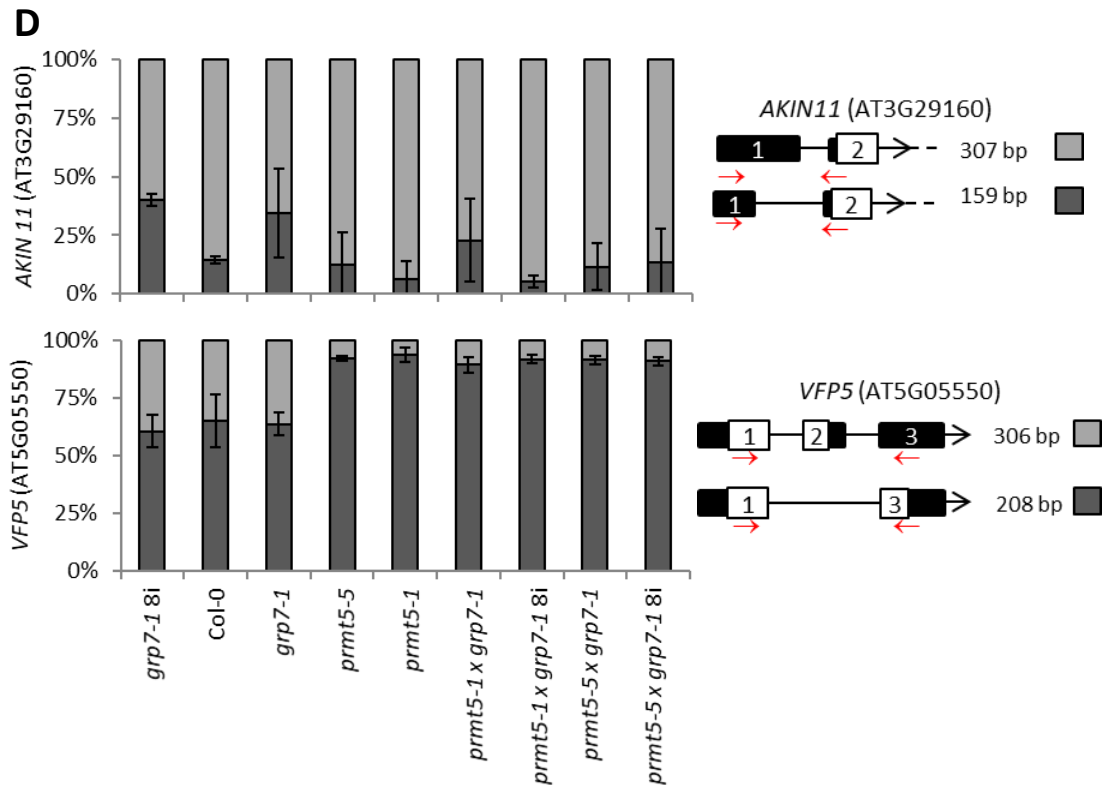 D
AKIN 11 (AT3G29160)
100%
75%
50%
25%
0%
AKIN11 (AT3G29160)
1 2 307 bp
1 2 159 bp
VFP5 (AT5G05550)
100%
75%
50%
25%
0%
VFP5 (AT5G05550)
1 2 3 306 bp
1 3 208 bp
grp7-1 8i
Col-0
grp7-1
prmt5-5
prmt5-1
prmt5-1 x grp7-1
prmt5-1 x grp7-1 8i
prmt5-5 x grp7-1
prmt5-5 x grp7-1 8i